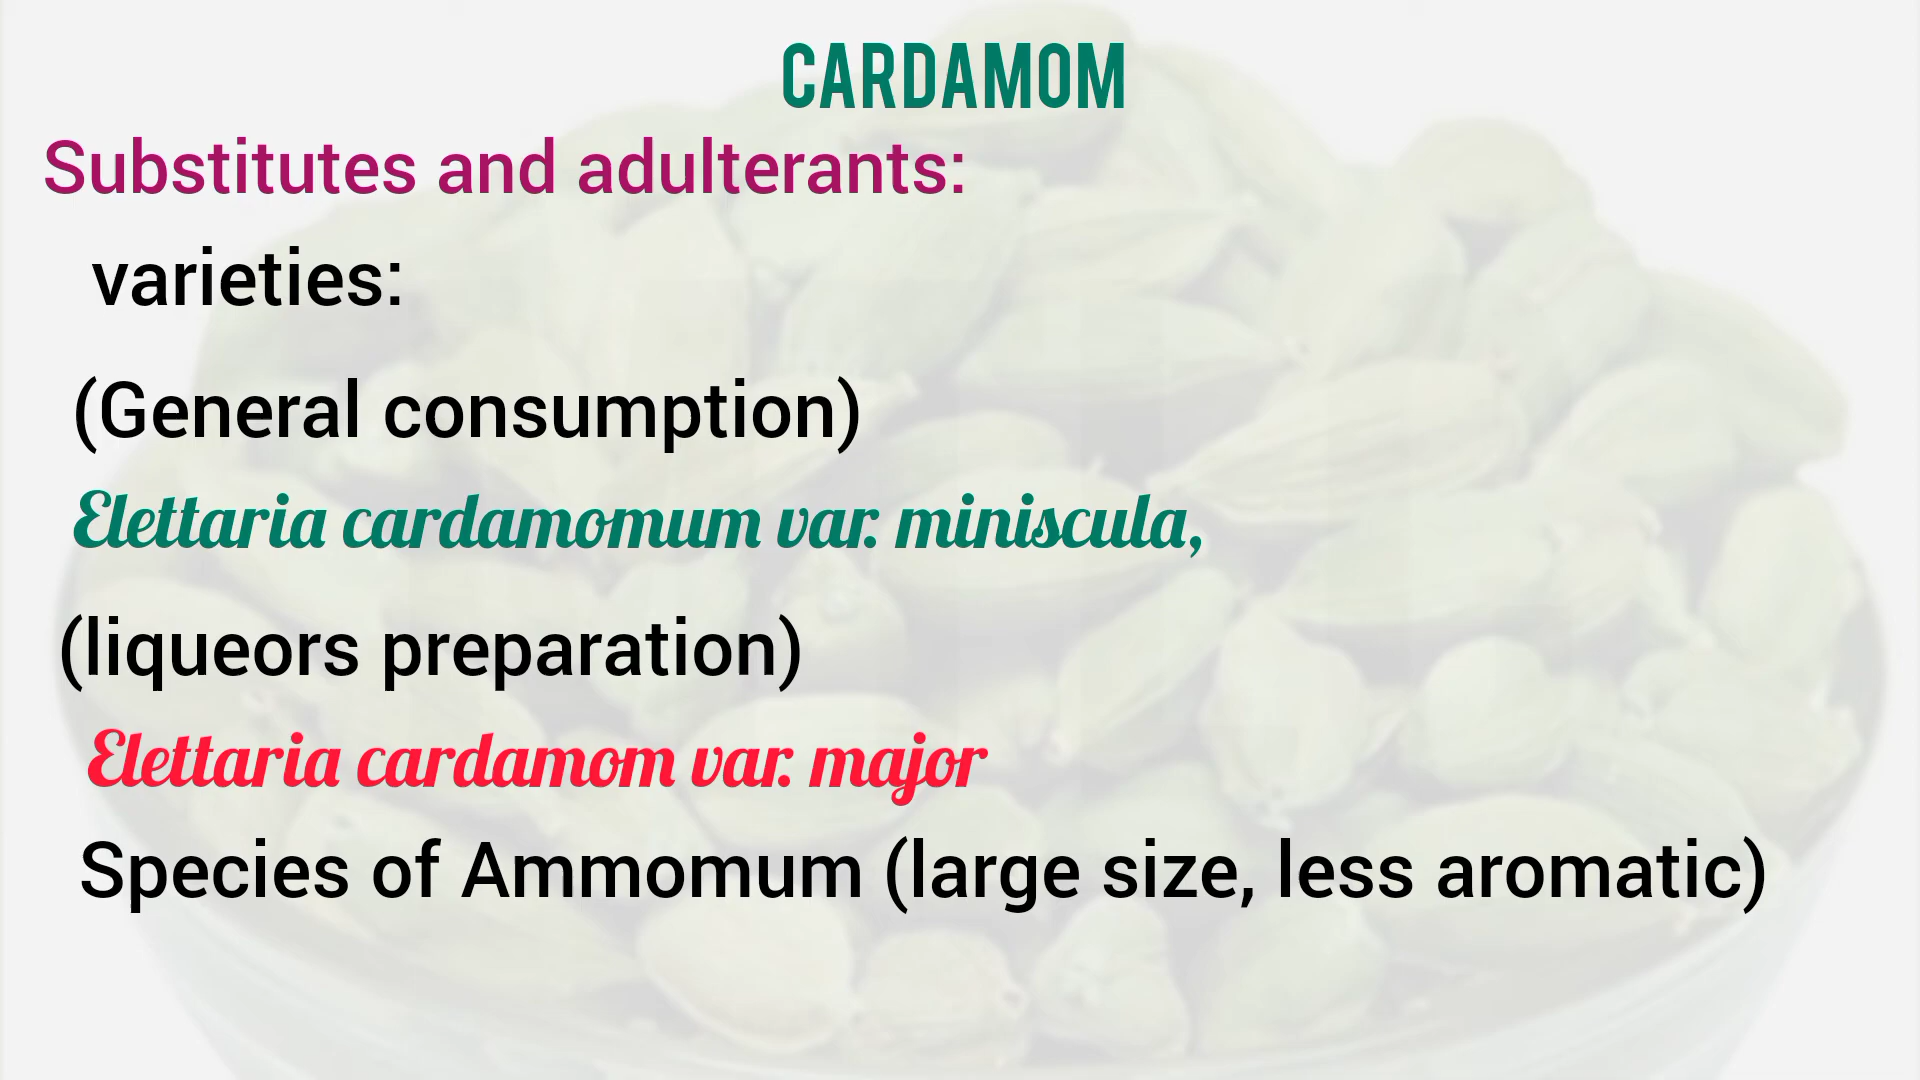 CARDAMOM
Substitutes and adulterants:
varieties:
(General consumption)
Elettaria cardamomum var. miniscula,
(liqueors preparation)
Elettaria cardamom var. major
Species of Ammomum (large size, less aromatic)